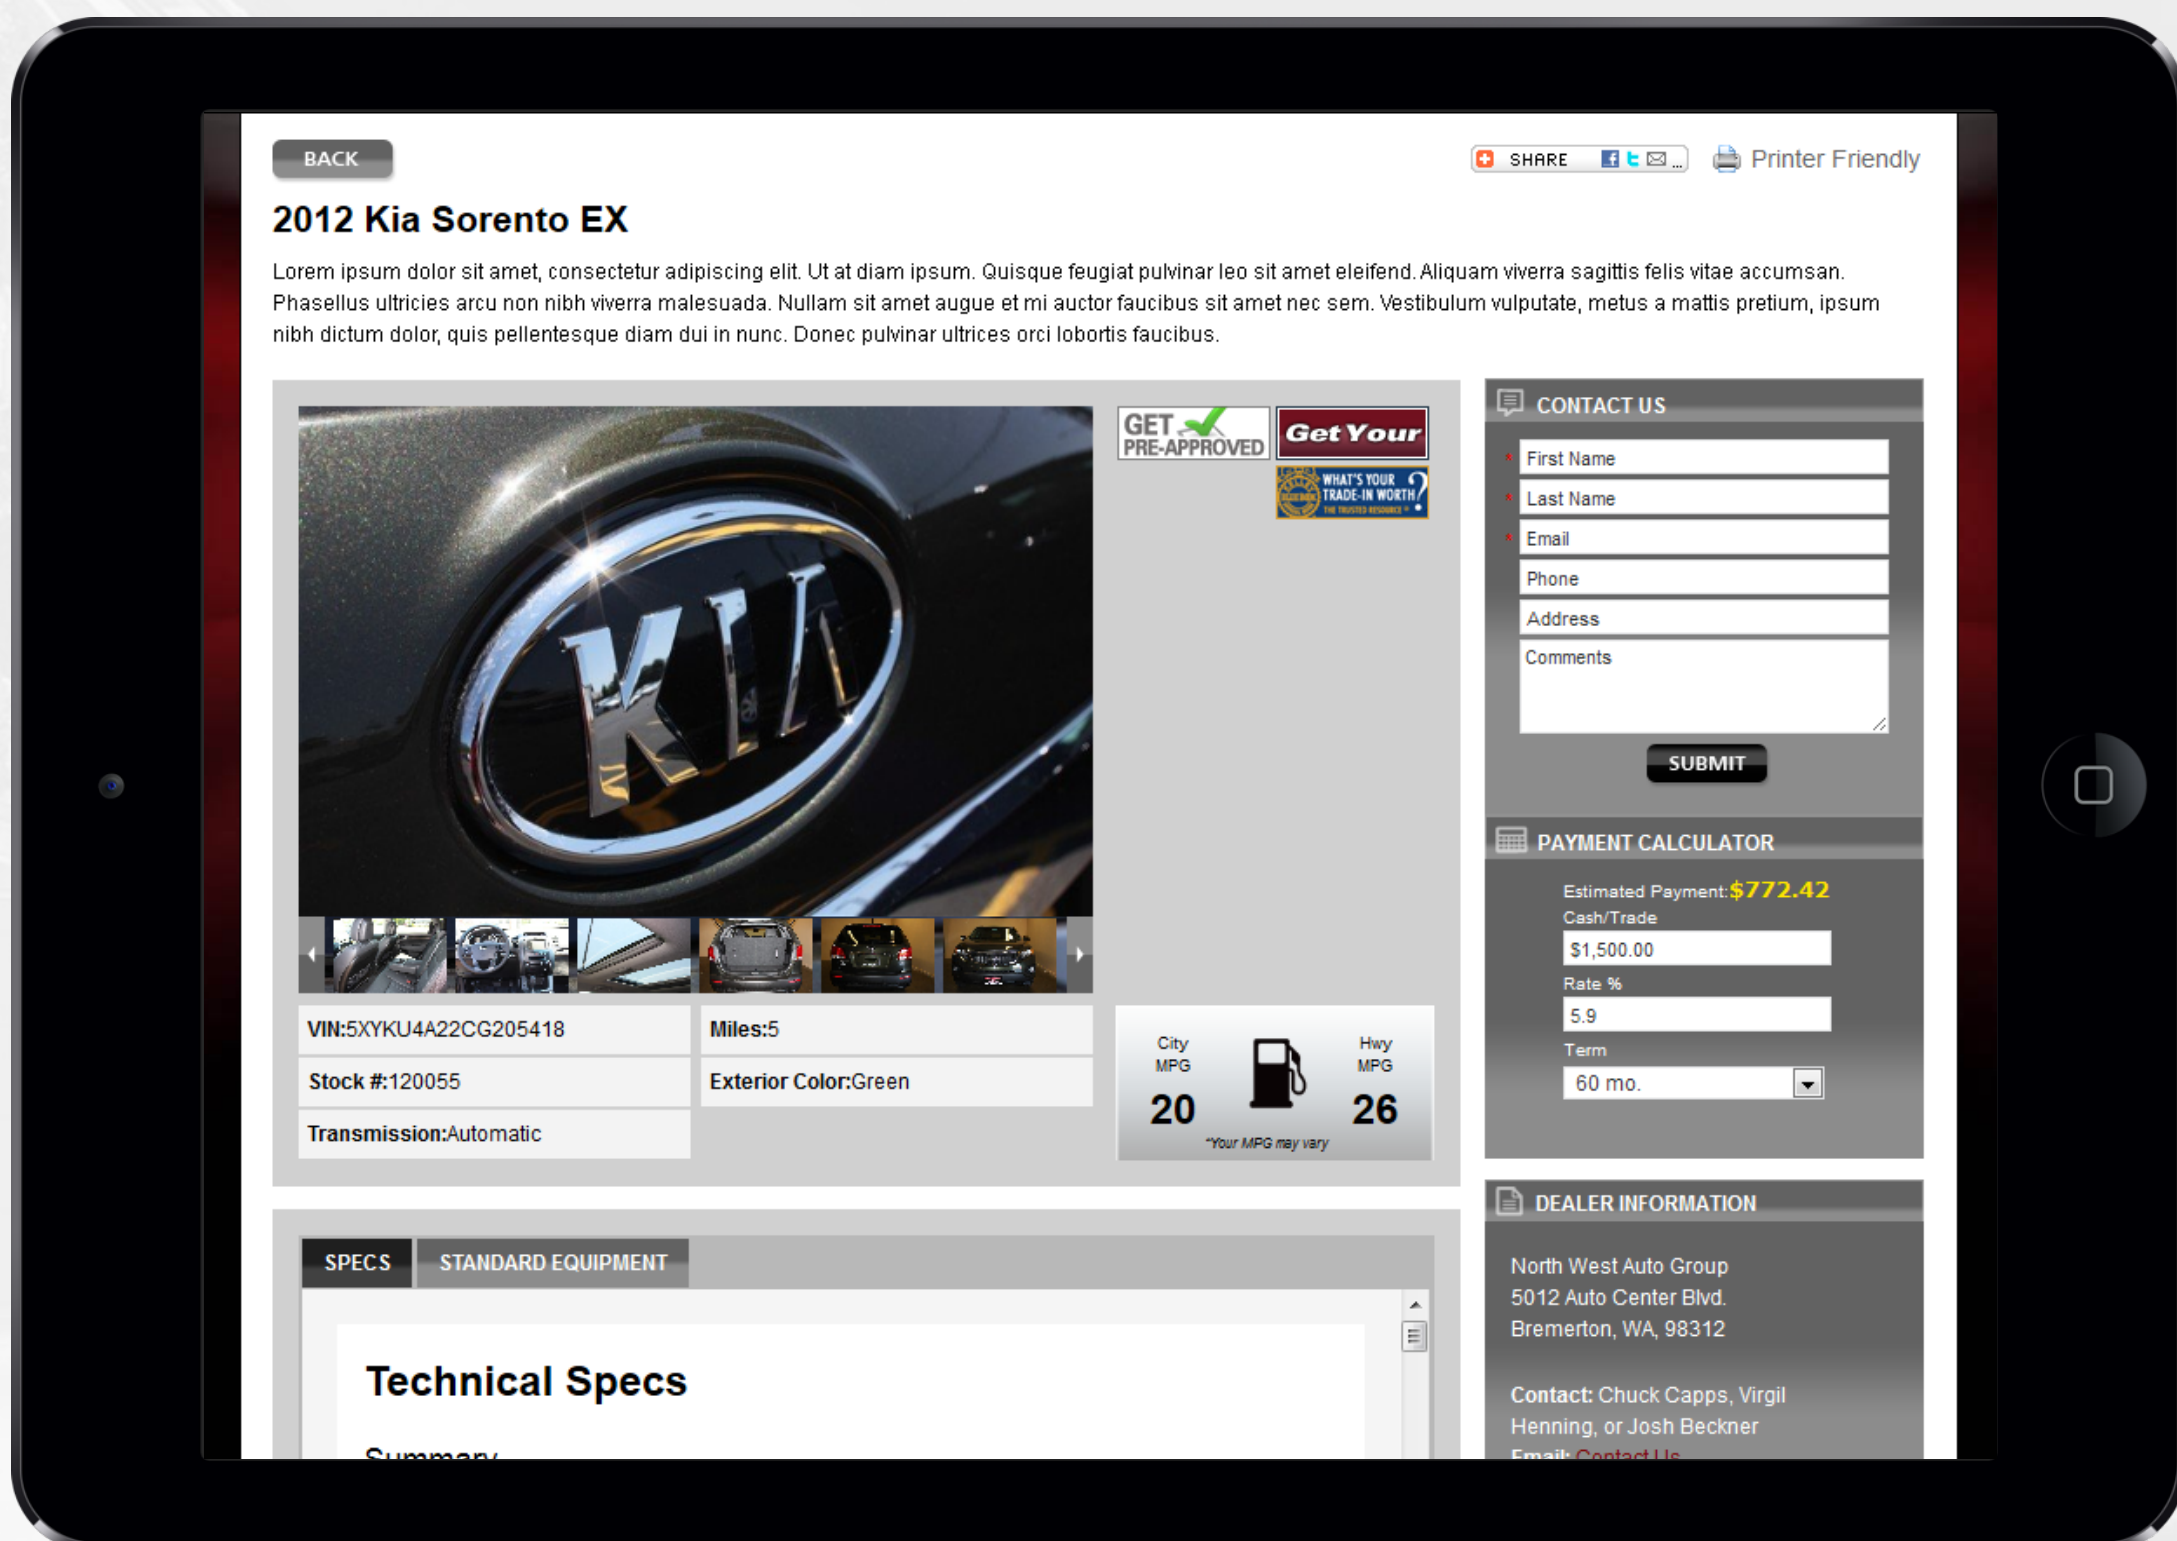 BACK
SHARE
...
Printer Friendly
2012 Kia Sorento EX
Lorem ipsum dolor sit amet, consectetur adipiscing elit. Ut at diam ipsum. Quisque feugiat pulvinar leo sit amet eleifend. Aliquam viverra sagittis felis vitae accumsan.
Phasellus ultricies arcu non nibh viverra malesuada. Nullam sit amet augue et mi auctor faucibus sit amet nec sem. Vestibulum vulputate, metus a mattis pretium, ipsum
nibh dictum dolor, quis pellentesque diam dui in nunc. Donec pulvinar ultrices orci lobortis faucibus.
KIA
GET
PRE-APPROVED
Get Your
WHAT'S YOUR
TRADE-IN WORTH?
THE TRUSTED RESOURCE
VIN:5XYKU4A22CG205418
Miles:5
Stock #:120055
Exterior Color:Green
Transmission:Automatic
City
MPG
20
Hwy
MPG
26
*Your MPG may vary
SPECS
STANDARD EQUIPMENT
Technical Specs
Summary
CONTACT US
* First Name
* Last Name
* Email
Phone
Address
Comments
SUBMIT
PAYMENT CALCULATOR
Estimated Payment:$772.42
Cash/Trade
$1,500.00
Rate %
5.9
Term
60 mo.
DEALER INFORMATION
North West Auto Group
5012 Auto Center Blvd.
Bremerton, WA, 98312
Contact: Chuck Capps, Virgil
Henning, or Josh Beckner
Email: Contact Us